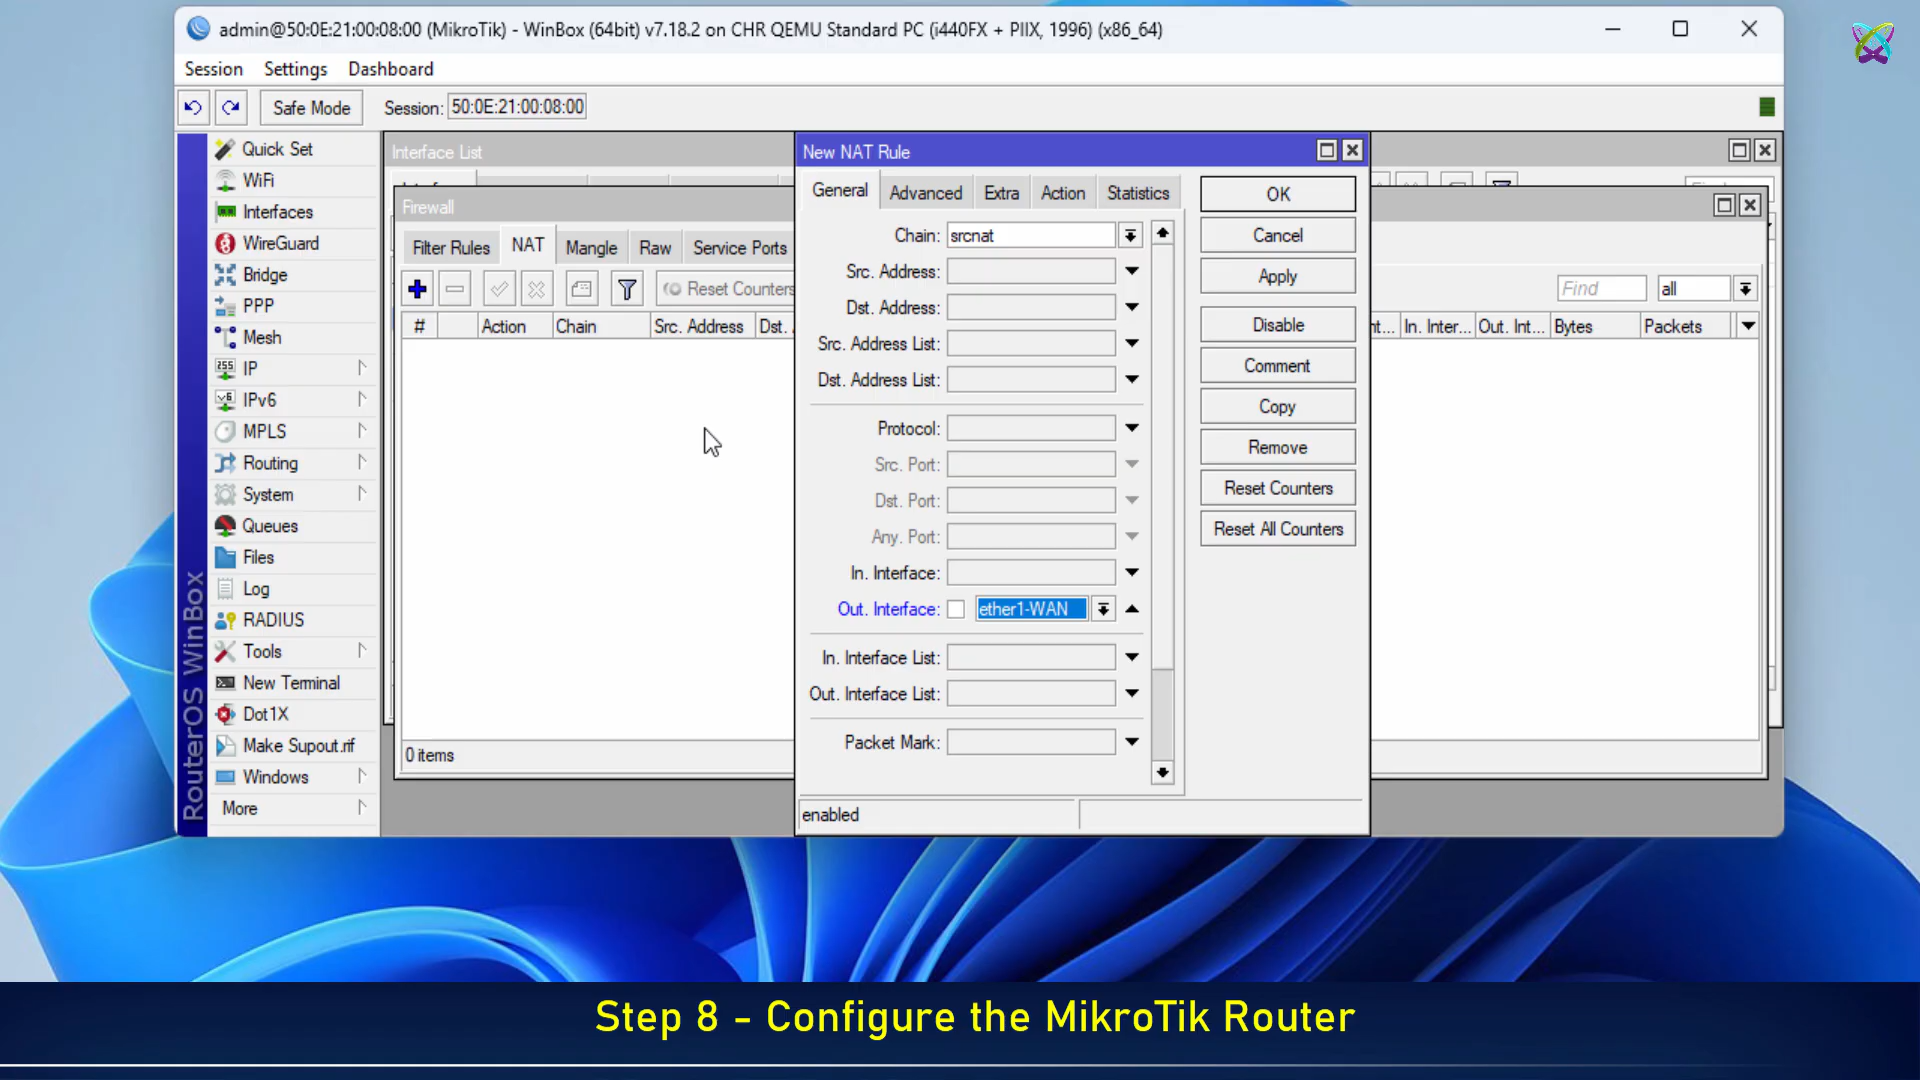 admin@50:0E:21:00:08:00 (MikroTik) - WinBox (64bit) v7.18.2 on CHR QEMU Standard PC (i440FX + PIIX, 1996) (x86_64)
Session Settings Dashboard
Safe Mode Session: 50:0E:21:00:08:00
RouterOS WinBox
Quick Set
WiFi
Interfaces
WireGuard
Bridge
PPP
Mesh
IP
IPv6
MPLS
Routing
System
Queues
Files
Log
RADIUS
Tools
New Terminal
Dot1X
Make Supout.rif
Windows
More
Interface List
Firewall
Filter Rules NAT Mangle Raw Service Ports
Reset Counters
Find all
# Action Chain Src. Address Dst.
In. Inter... Out. Int... Bytes Packets
0 items
New NAT Rule
General Advanced Extra Action Statistics
Chain: srcnat
Src. Address:
Dst. Address:
Src. Address List:
Dst. Address List:
Protocol:
Src. Port:
Dst. Port:
Any. Port:
In. Interface:
Out. Interface: ether1-WAN
In. Interface List:
Out. Interface List:
Packet Mark:
enabled
OK
Cancel
Apply
Disable
Comment
Copy
Remove
Reset Counters
Reset All Counters
Step 8 - Configure the MikroTik Router